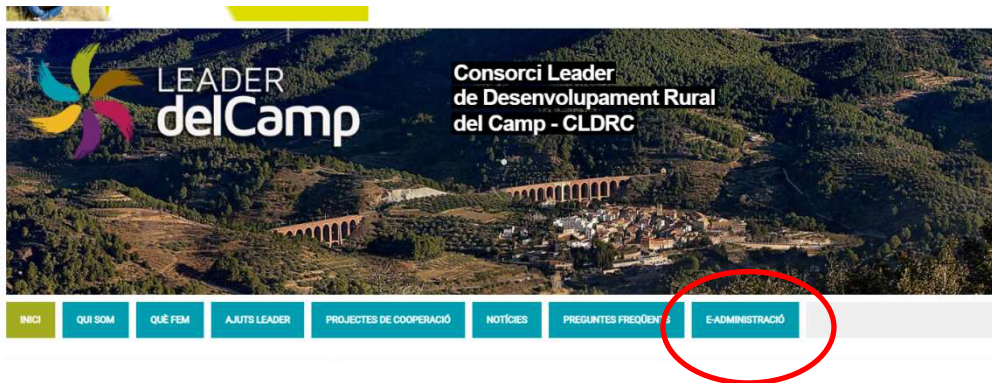 LEADER
delCamp
Consorci Leader
de Desenvolupament Rural
del Camp - CLDRC
INICI QUI SOM QUÈ FEM AJUTS LEADER PROJECTES DE COOPERACIÓ NOTÍCIES PREGUNTES FREQÜENTS E-ADMINISTRACIÓ